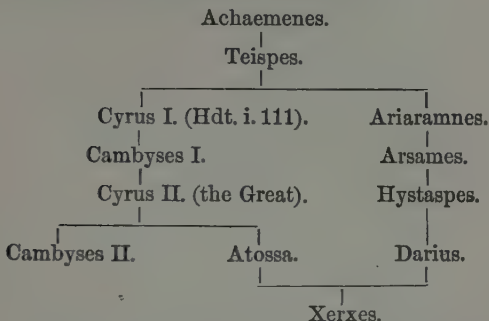 Achaemenes.
Teispes.
Cyrus I. (Hdt. i. 111). Ariaramnes.
Cambyses I. Arsames.
Cyrus II. (the Great). Hystaspes.
Cambyses II. Atossa. Darius.
Xerxes.